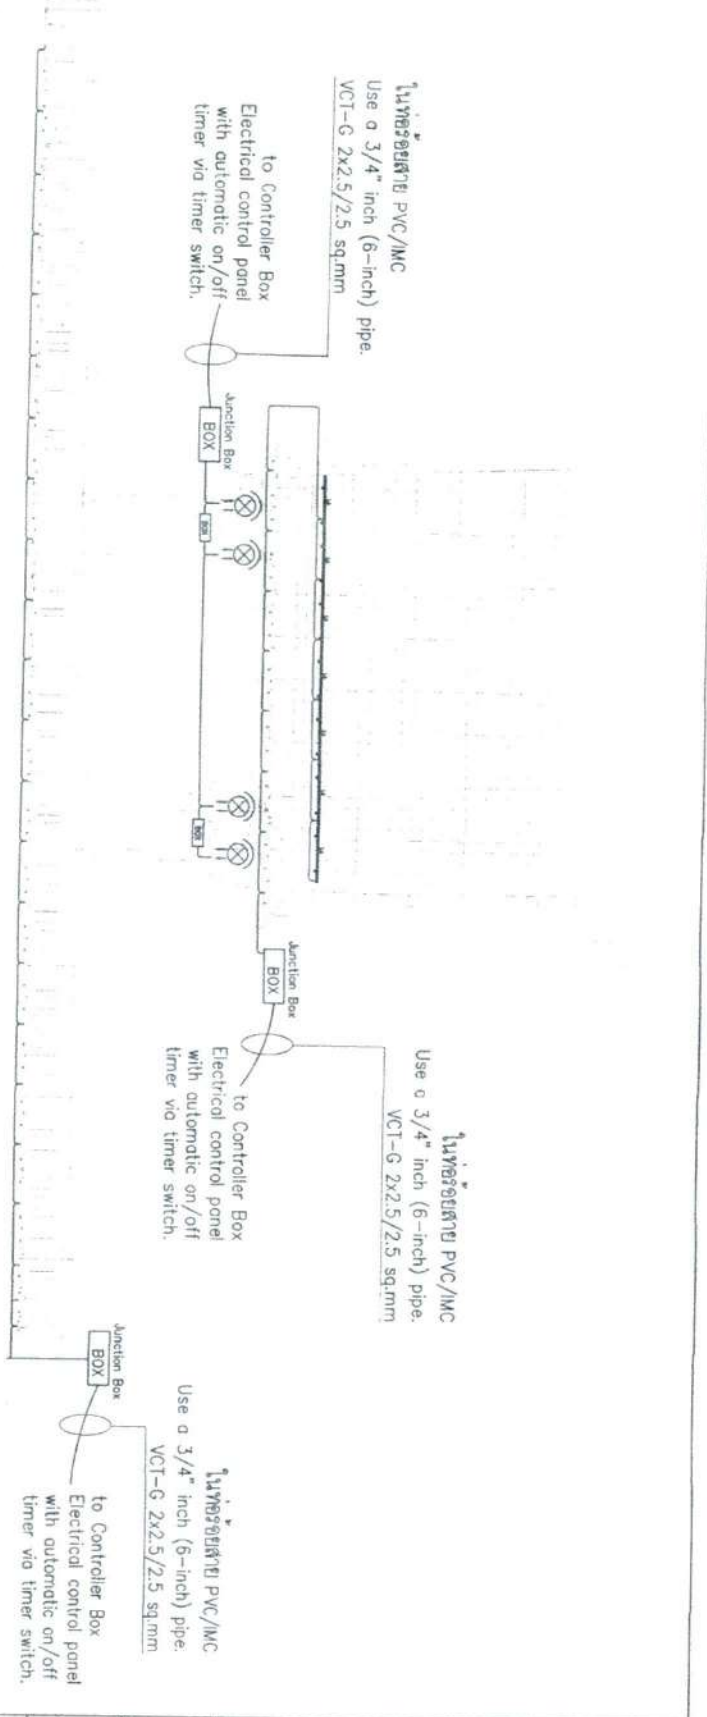 ในท่อร้อยสาย PVC/IMC
Use a 3/4" inch (6-inch) pipe.
VCT-G 2x2.5/2.5 sq.mm
to Controller Box
Electrical control panel
with automatic on/off
timer via timer switch.
Junction Box
BOX
BOX
BOX
Junction Box
BOX
ในท่อร้อยสาย PVC/IMC
Use a 3/4" inch (6-inch) pipe.
VCT-G 2x2.5/2.5 sq.mm
to Controller Box
Electrical control panel
with automatic on/off
timer via timer switch.
Junction Box
BOX
ในท่อร้อยสาย PVC/IMC
Use a 3/4" inch (6-inch) pipe.
VCT-G 2x2.5/2.5 sq.mm
to Controller Box
Electrical control panel
with automatic on/off
timer via timer switch.